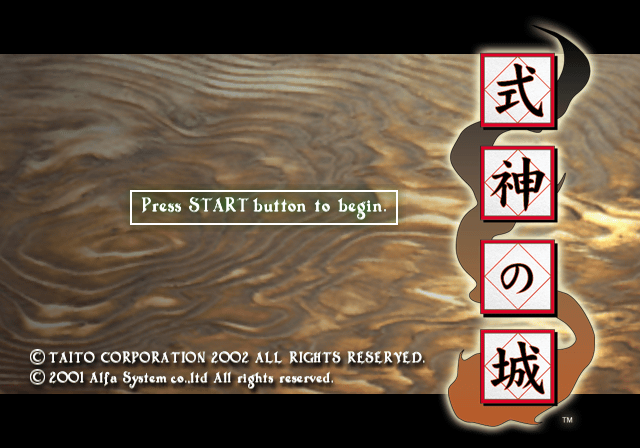 式神の城
TM
Press START button to begin.
© TAITO CORPORATION 2002 ALL RIGHTS RESERVED.
© 2001 Alfa System co.,ltd All rights reserved.